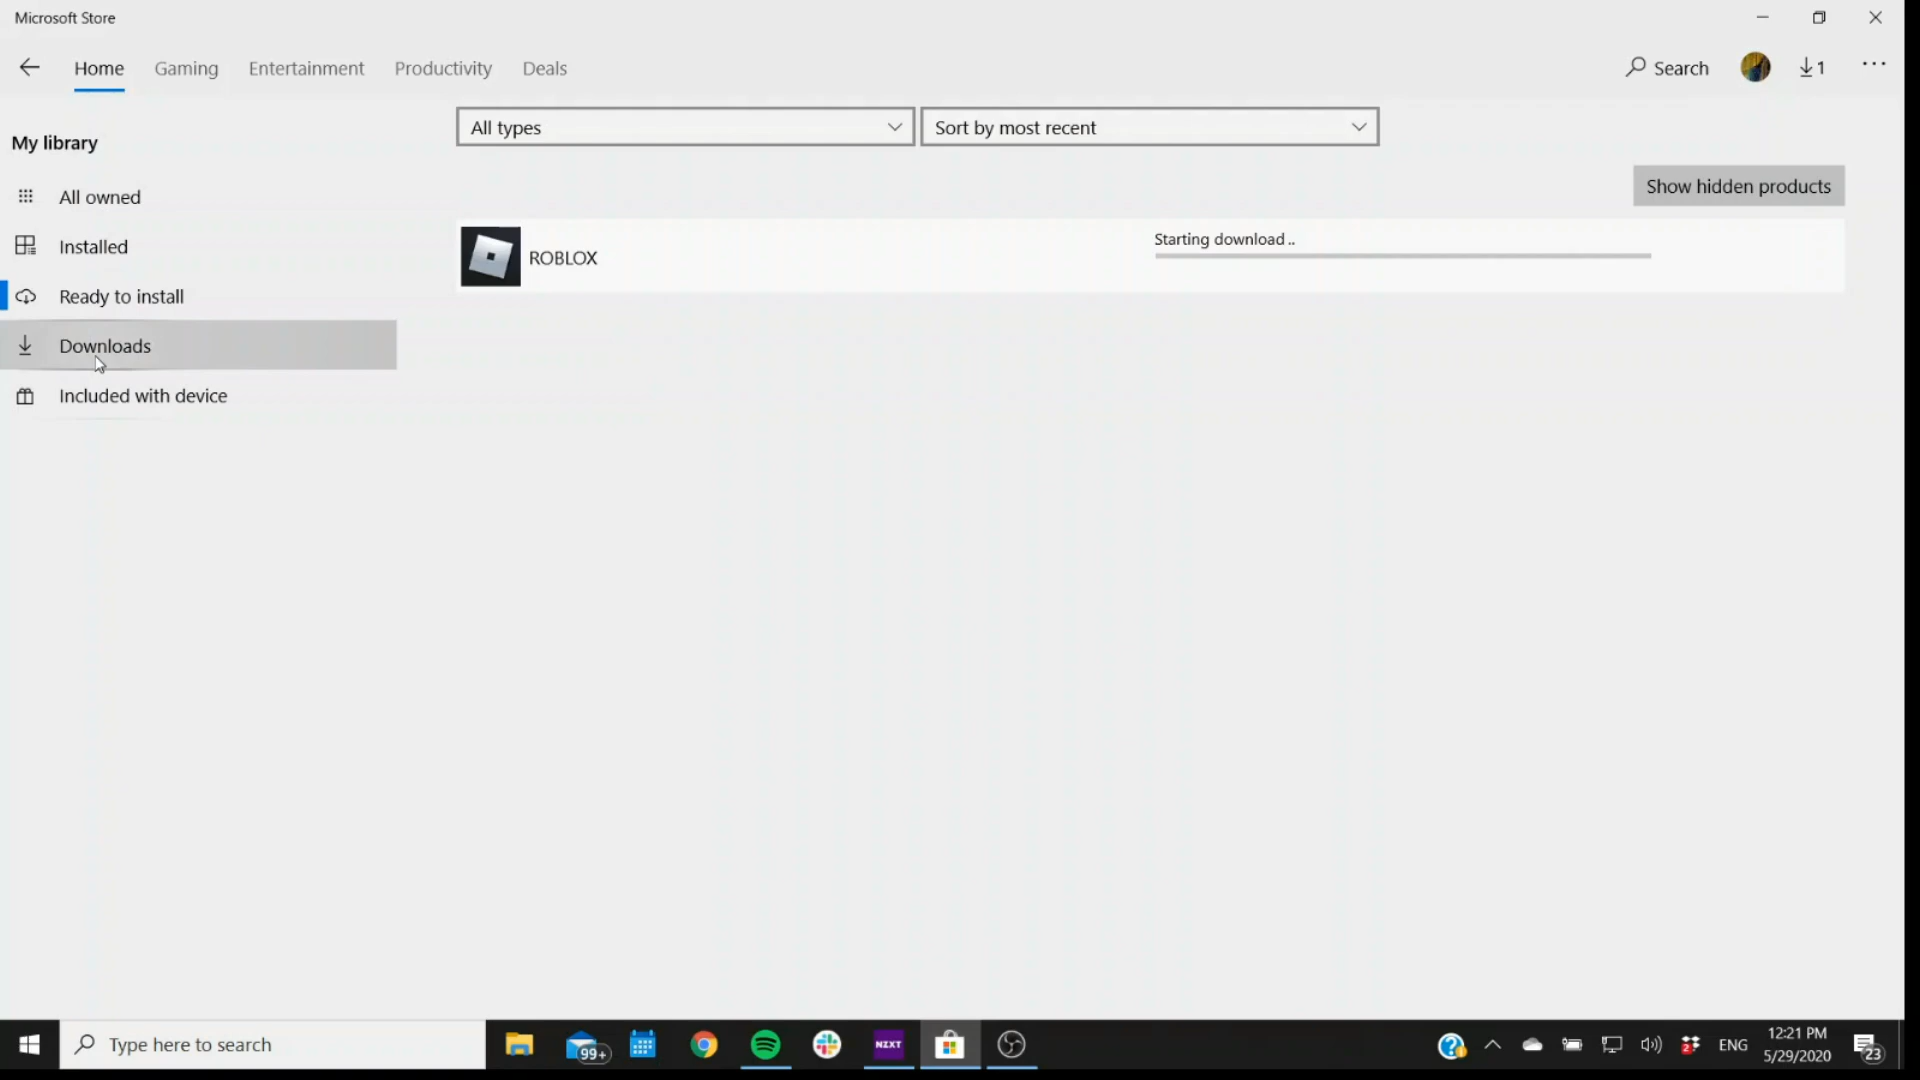 Microsoft Store
Home Gaming Entertainment Productivity Deals Search 1
All types Sort by most recent
My library
Show hidden products
All owned
Installed
Ready to install
Downloads
Included with device
ROBLOX Starting download ..
Type here to search 99+ NZXT 2 ENG 12:21 PM 5/29/2020 23